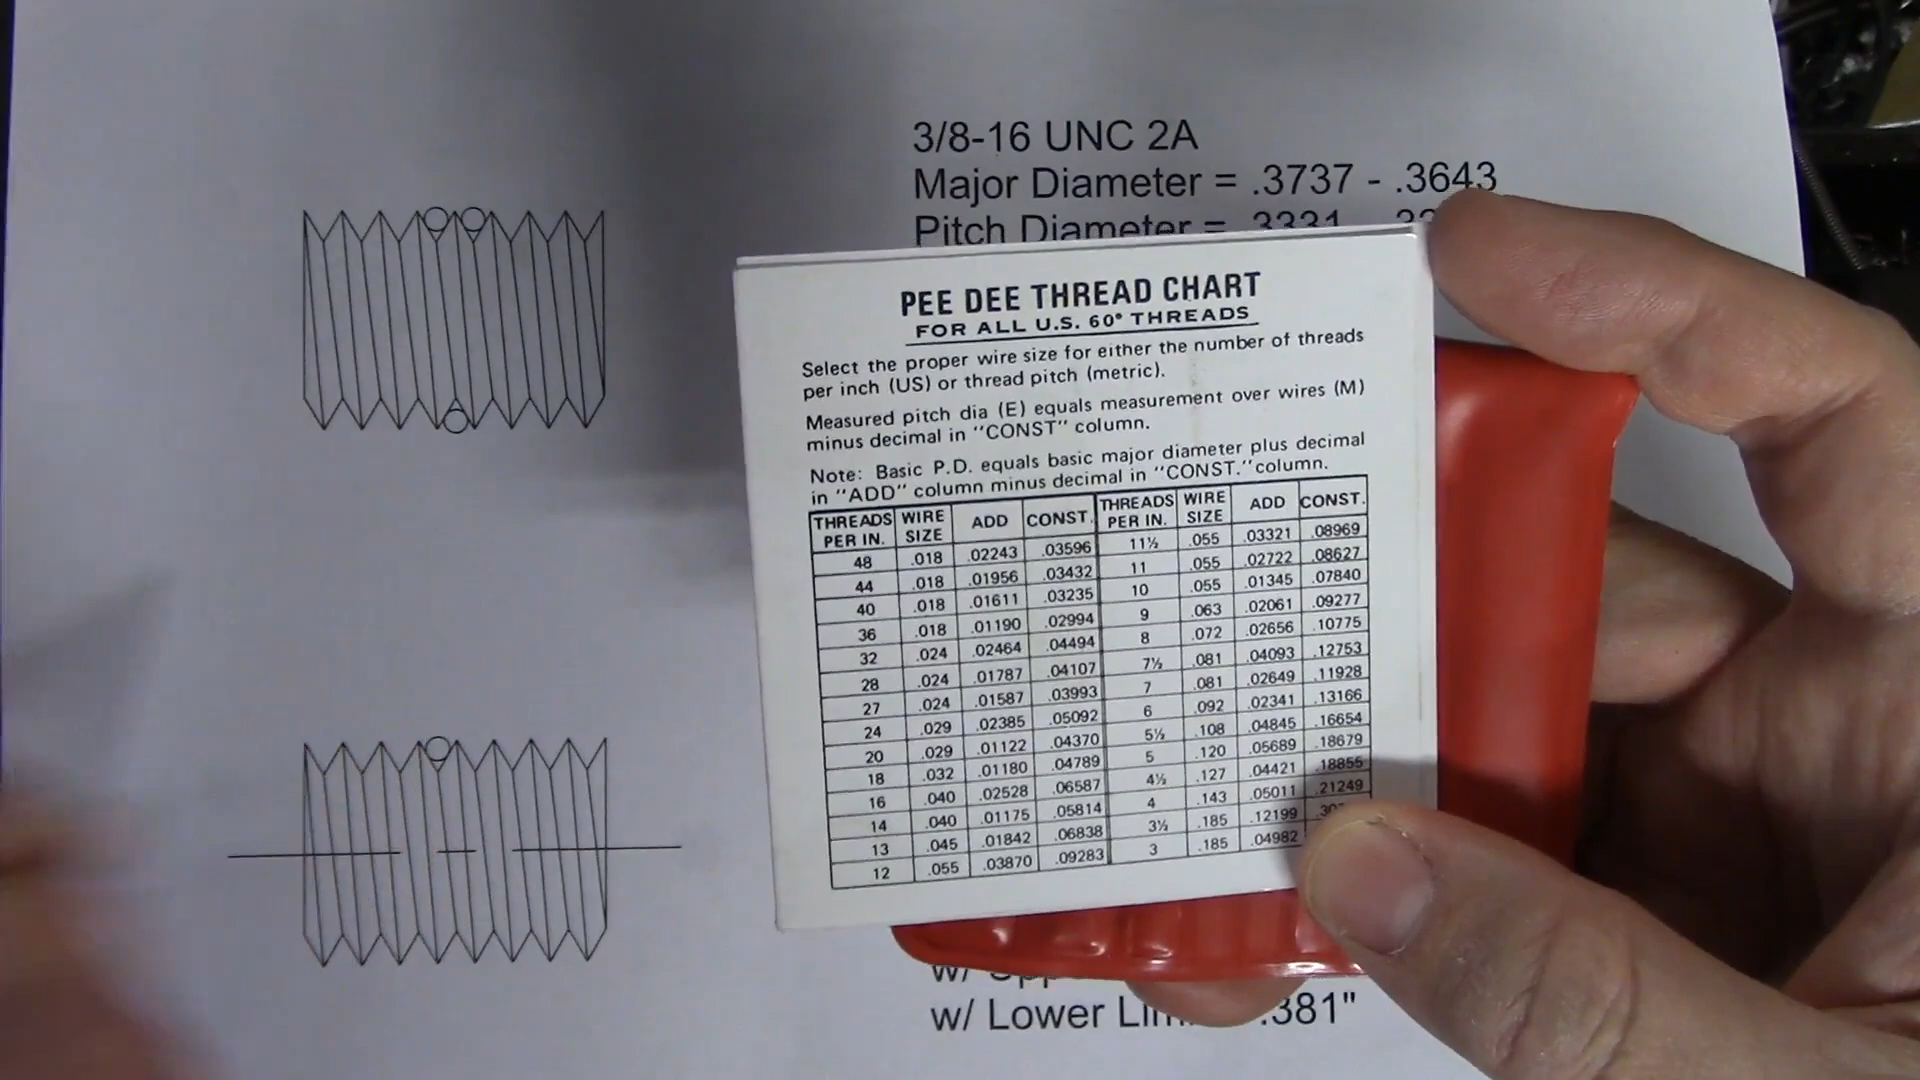 3/8-16 UNC 2A
Major Diameter = .3737 - .3643
Pitch Diameter = .3331
PEE DEE THREAD CHART
FOR ALL U.S. 60° THREADS
Select the proper wire size for either the number of threads
per inch (US) or thread pitch (metric).
Measured pitch dia (E) equals measurement over wires (M)
minus decimal in "CONST" column.
Note: Basic P.D. equals basic major diameter plus decimal
in "ADD" column minus decimal in "CONST."column.
THREADS PER IN. WIRE SIZE ADD CONST. THREADS PER IN. WIRE SIZE ADD CONST.
48 .018 .02243 .03596 11½ .055 .03321 .08969
44 .018 .01956 .03432 11 .055 .02722 .08627
40 .018 .01611 .03235 10 .055 .01345 .07840
36 .018 .01190 .02994 9 .063 .02061 .09277
32 .024 .02464 .04494 8 .072 .02656 .10775
28 .024 .01787 .04107 7½ .081 .04093 .12753
27 .024 .01587 .03993 7 .081 .02649 .11928
24 .029 .02385 .05092 6 .092 .02341 .13166
20 .029 .01122 .04370 5½ .108 .04845 .16654
18 .032 .01180 .04789 5 .120 .05689 .18679
16 .040 .02528 .06587 4½ .127 .04421 .18855
14 .040 .01175 .05814 4 .143 .05011 .21249
13 .045 .01842 .06838 3½ .185 .12199
12 .055 .03870 .09283 3 .185 .04982
w/
w/ Lower .381"